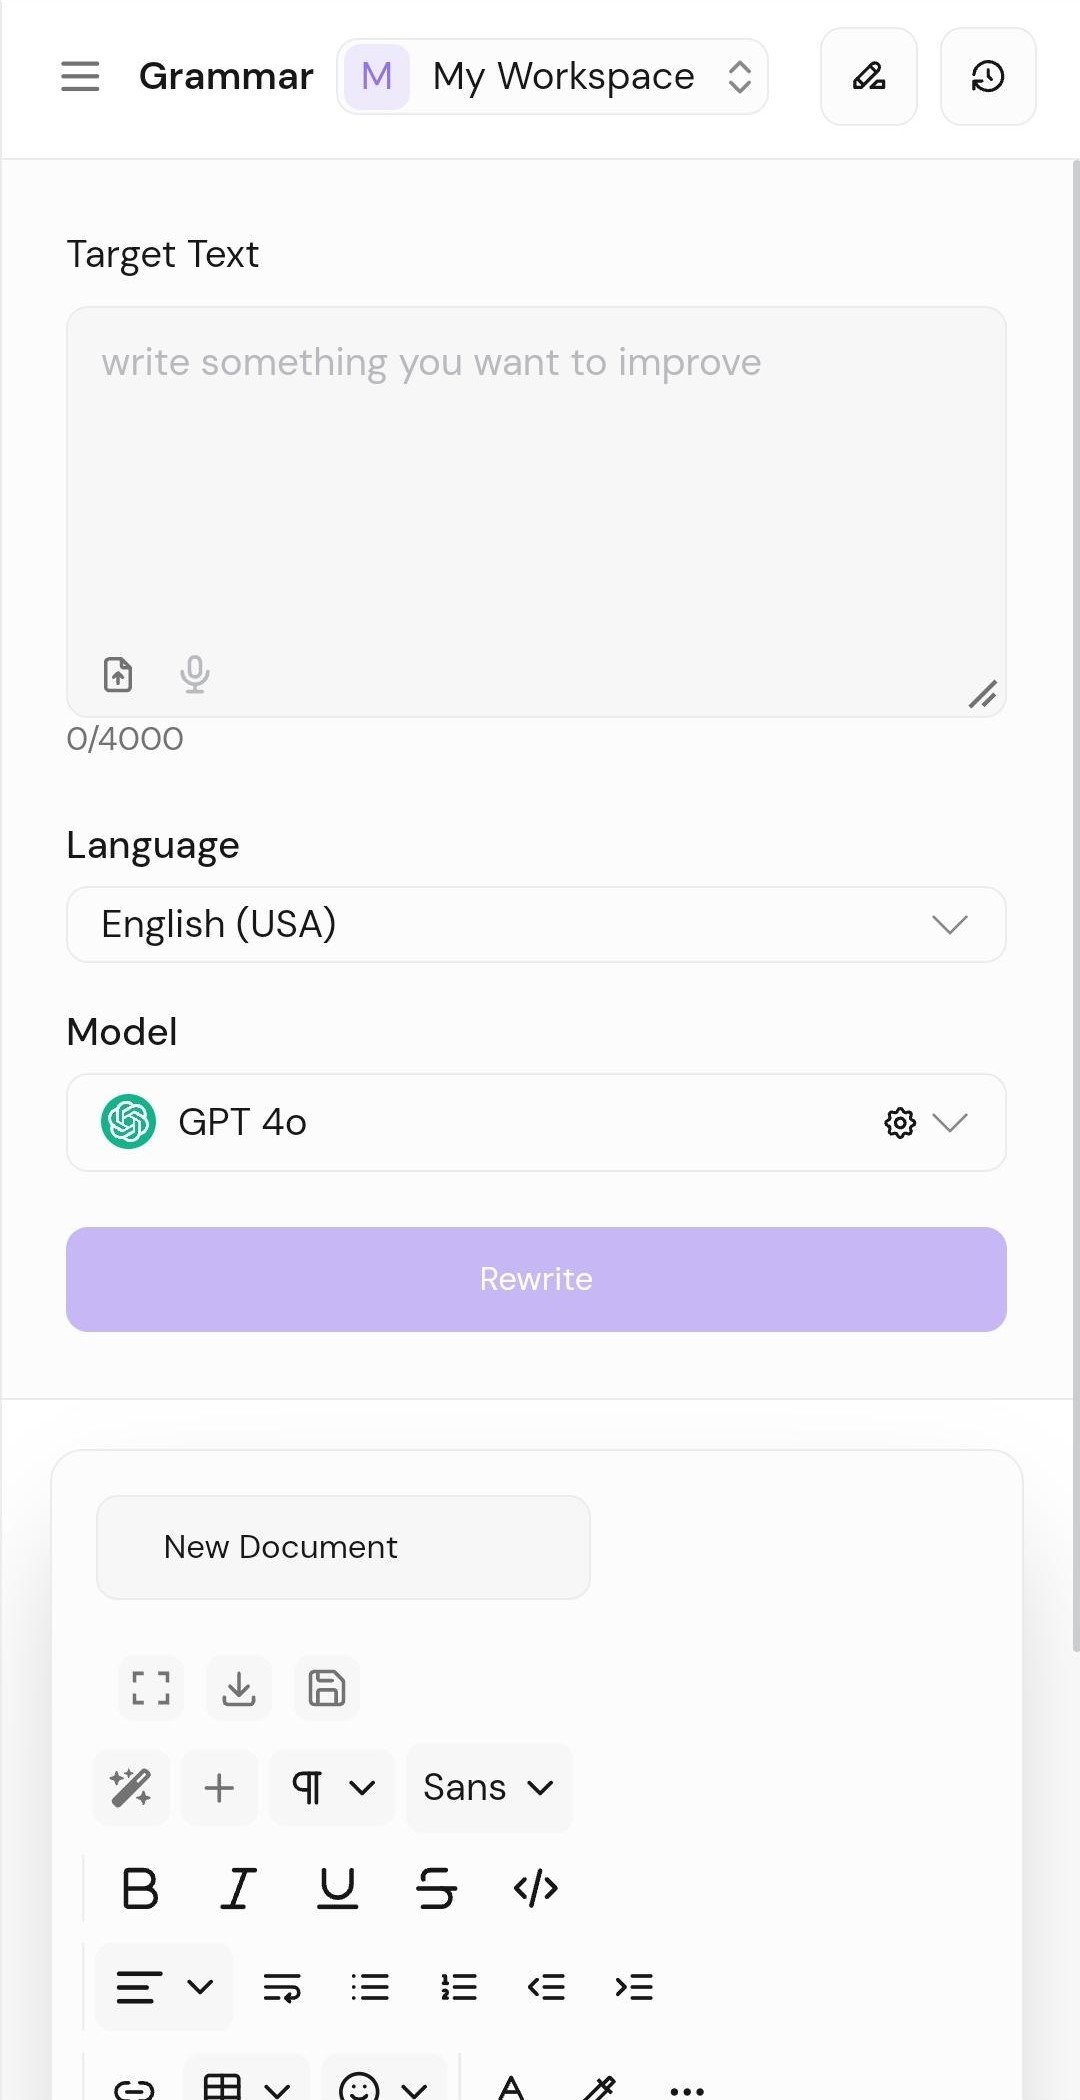 Grammar M My Workspace
Target Text
write something you want to improve
0/4000
Language
English (USA)
Model
GPT 4o
Rewrite
New Document
Sans